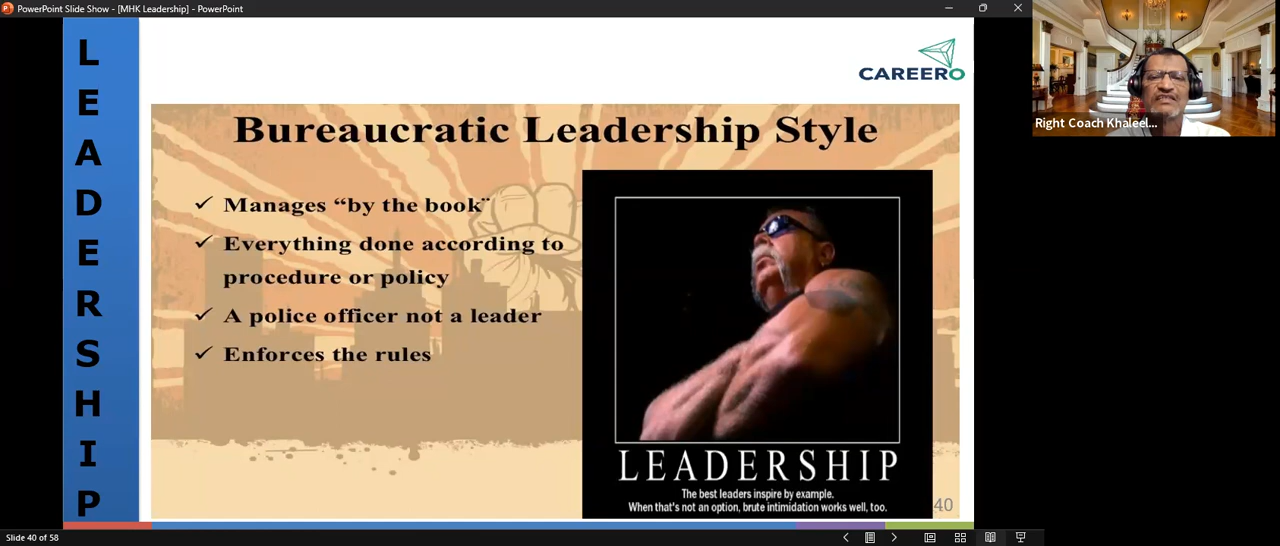 PowerPoint Slide Show - [MHK Leadership] - PowerPoint
L
E
A
D
E
R
S
H
I
P
CAREERO
Bureaucratic Leadership Style
✓ Manages “by the book”
✓ Everything done according to
procedure or policy
✓ A police officer not a leader
✓ Enforces the rules
LEADERSHIP
The best leaders inspire by example.
When that's not an option, brute intimidation works well, too.
40
Right Coach Khaleel...
Slide 40 of 58